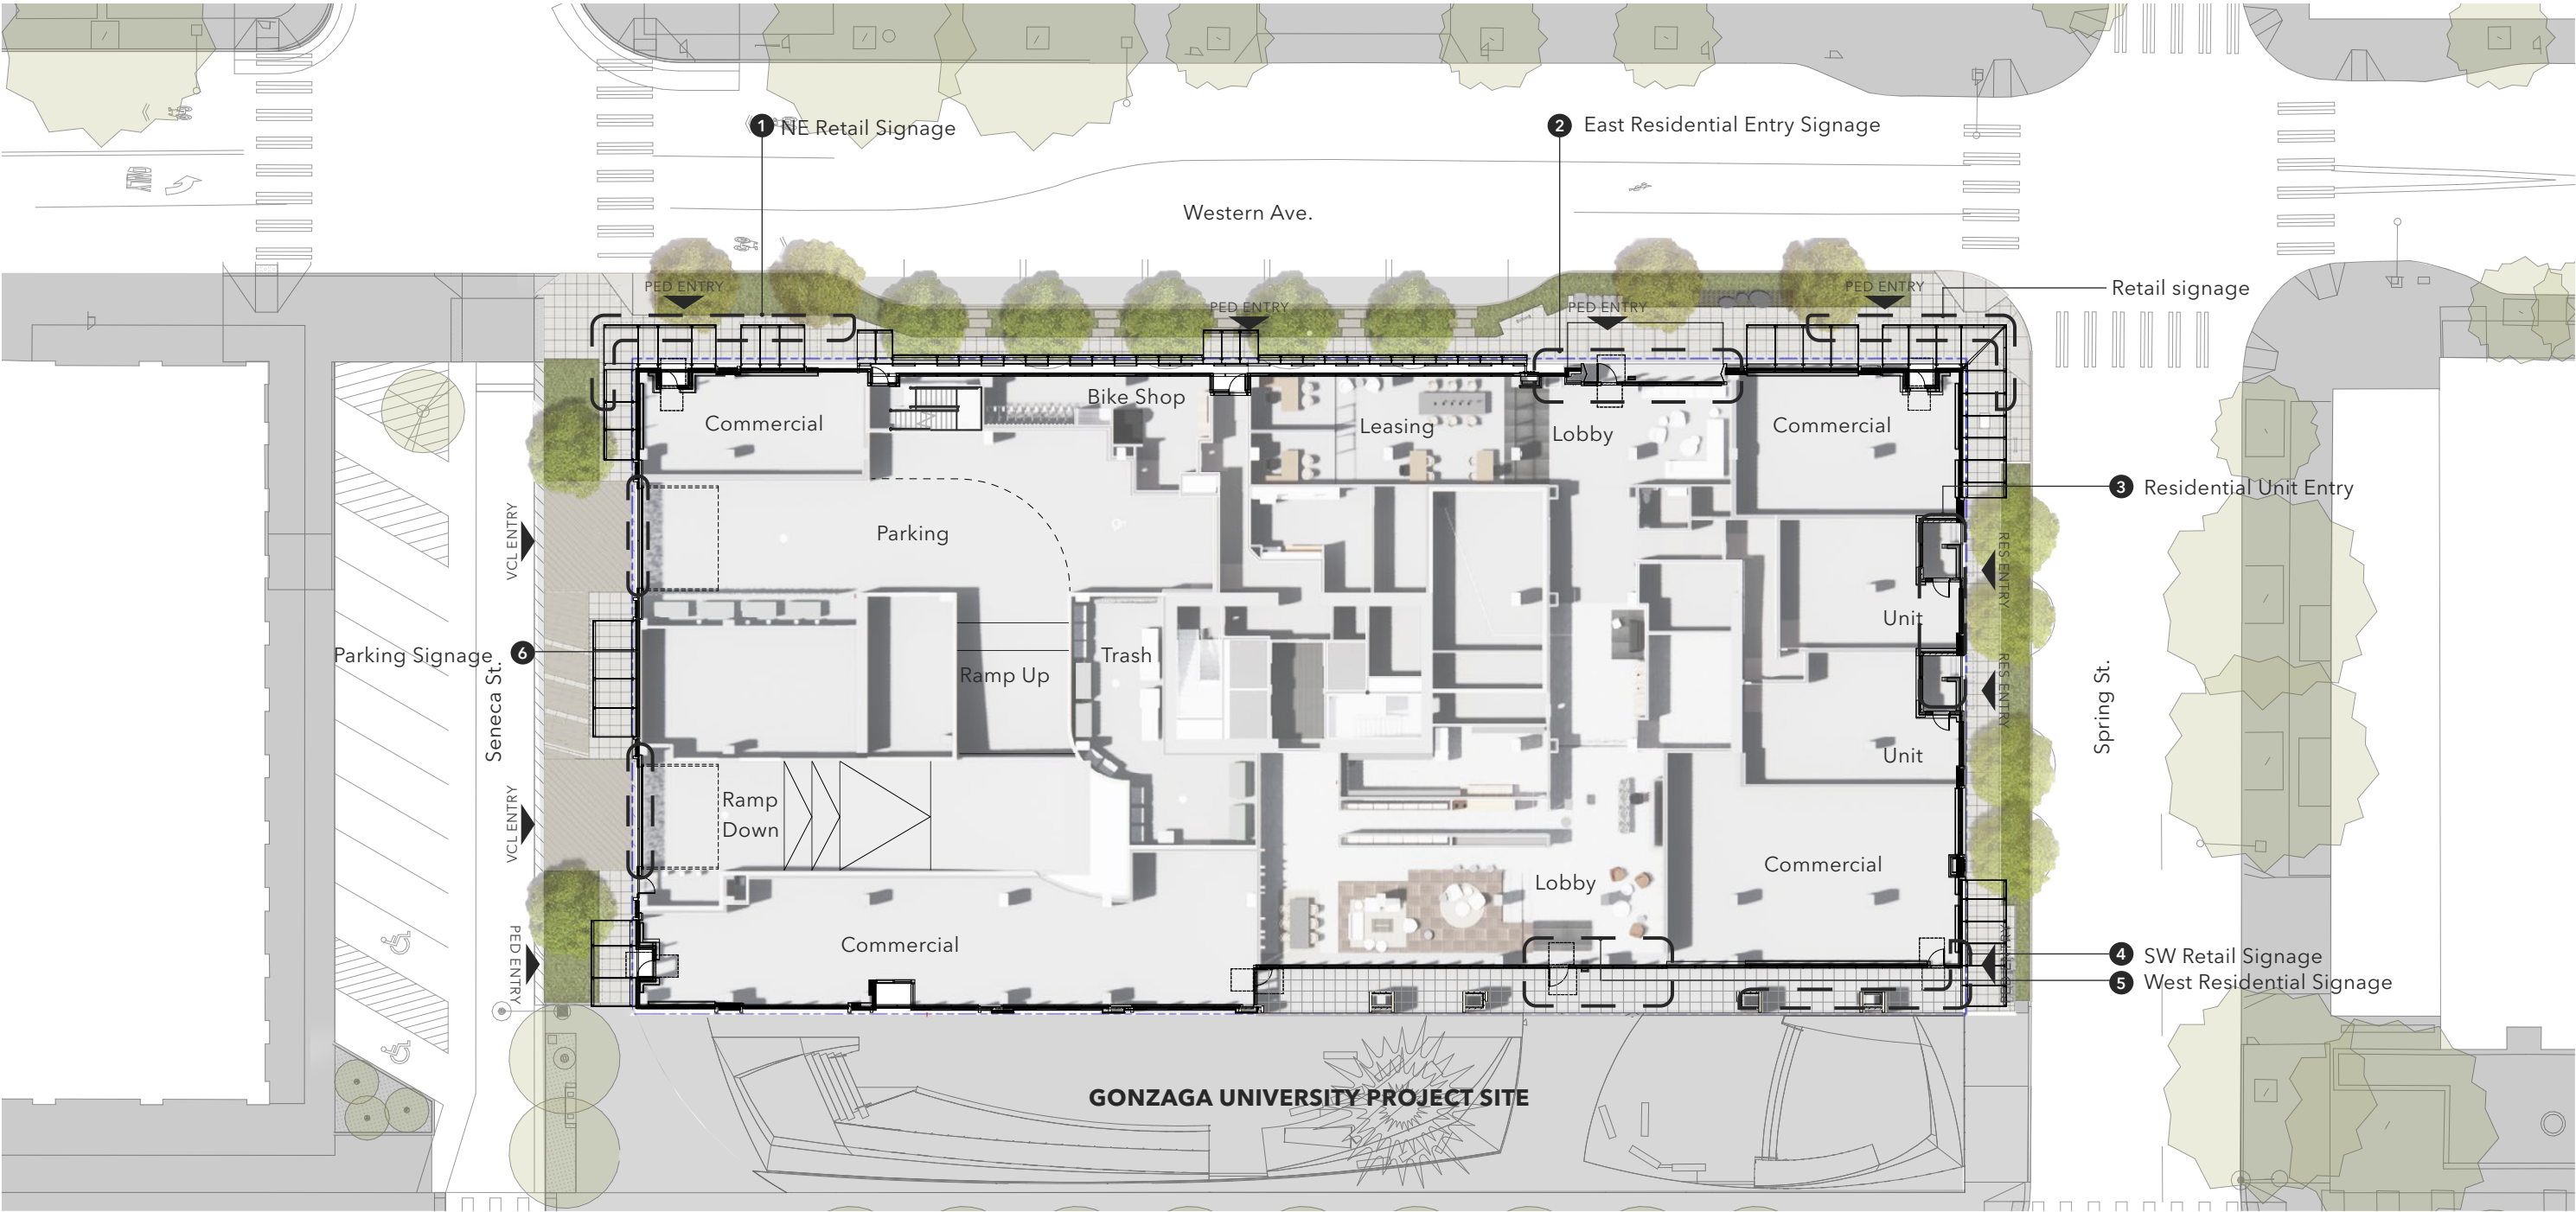 1 NE Retail Signage
2 East Residential Entry Signage
ONLY
Western Ave.
PED ENTRY
PED ENTRY
PED ENTRY
PED ENTRY
Retail signage
Bike Shop
Commercial
Leasing
Lobby
Commercial
3 Residential Unit Entry
VCL ENTRY
Parking
RES ENTRY
Unit
Parking Signage 6
Seneca St.
Ramp Up
Trash
RES ENTRY
Spring St.
Unit
VCL ENTRY
Ramp
Down
Lobby
Commercial
Commercial
PED ENTRY
4 SW Retail Signage
5 West Residential Signage
GONZAGA UNIVERSITY PROJECT SITE